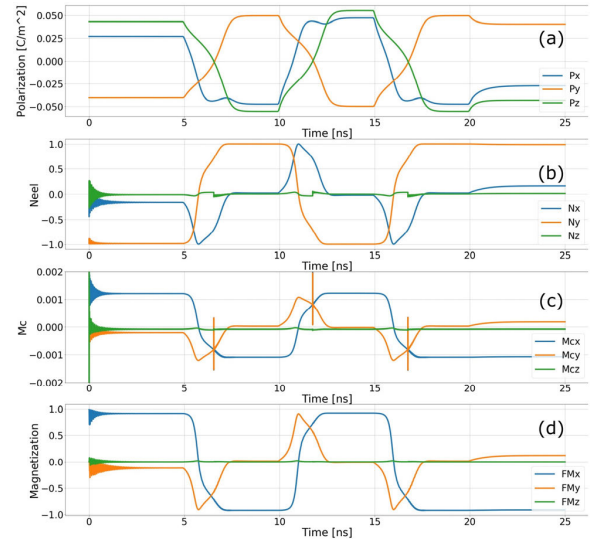 Polarization [C/m^2]
0.050
0.025
0.000
−0.025
−0.050
(a)
Px
Py
Pz
0
5
10
15
20
25
Time [ns]
Neel
1.0
0.5
0.0
−0.5
−1.0
(b)
Nx
Ny
Nz
0
5
10
15
20
25
Time [ns]
Mc
0.002
0.001
0.000
−0.001
−0.002
(c)
Mcx
Mcy
Mcz
0
5
10
15
20
25
Time [ns]
Magnetization
1.0
0.5
0.0
−0.5
−1.0
(d)
FMx
FMy
FMz
0
5
10
15
20
25
Time [ns]